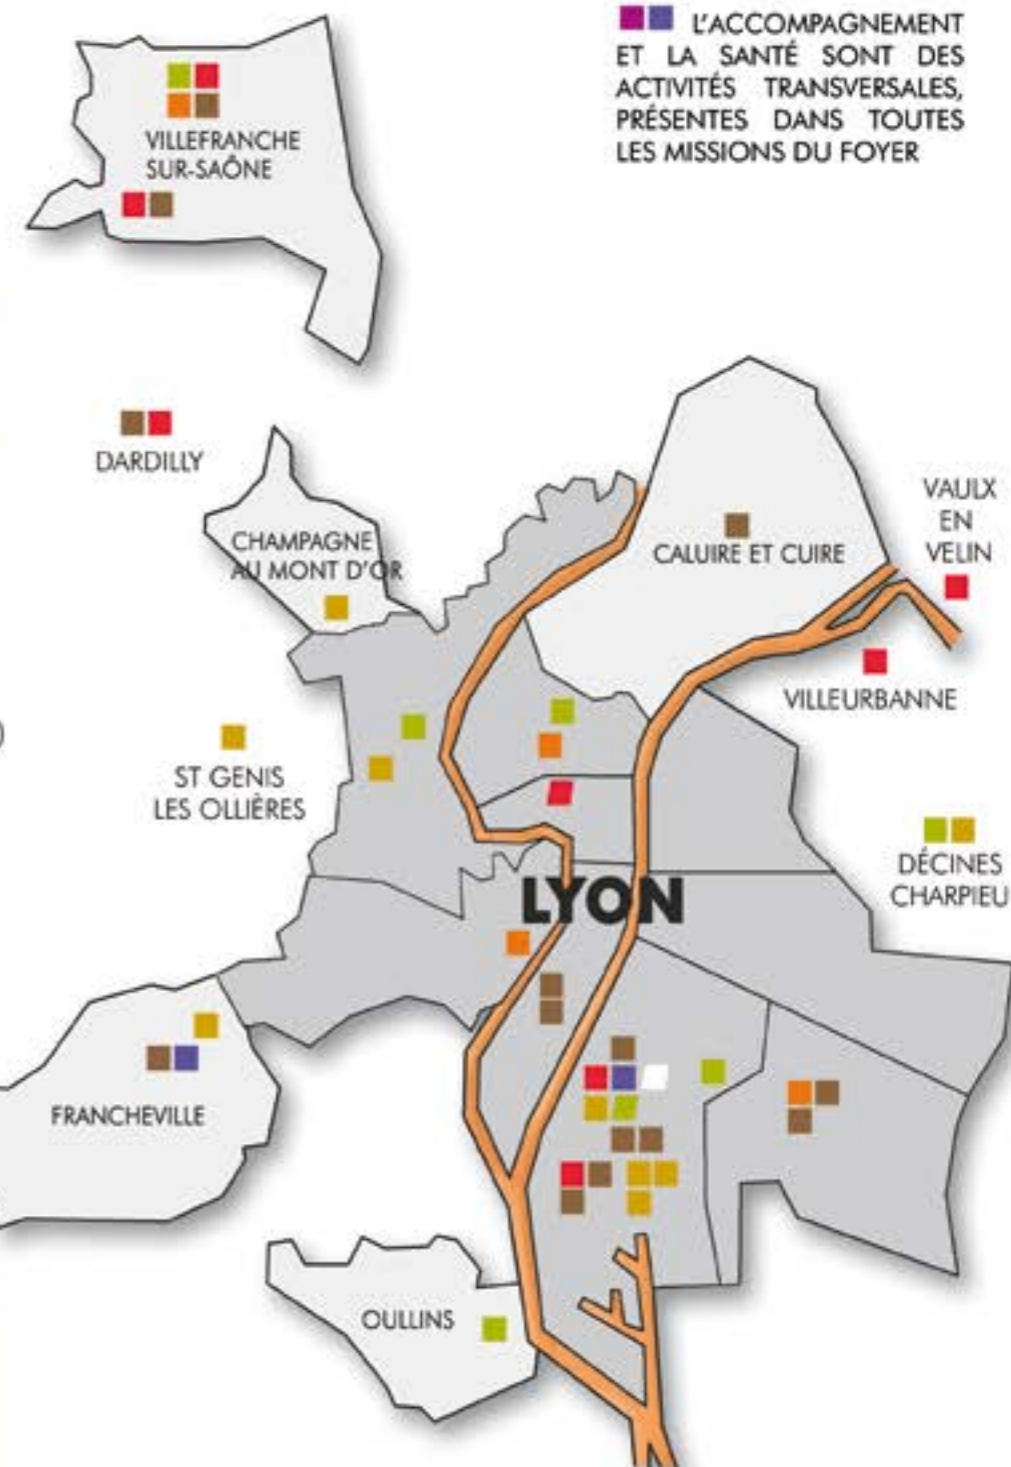 L'ACCOMPAGNEMENT
ET LA SANTÉ SONT DES
ACTIVITÉS TRANSVERSALES,
PRÉSENTES DANS TOUTES
LES MISSIONS DU FOYER
VILLEFRANCHE
SUR-SAÔNE
DARDILLY
CHAMPAGNE
AU MONT D'OR
CALUIRE ET CUIRE
VAULX
EN
VELIN
VILLEURBANNE
ST GENIS
LES OLLIÈRES
DÉCINES
CHARPIEU
LYON
FRANCHEVILLE
OULLINS